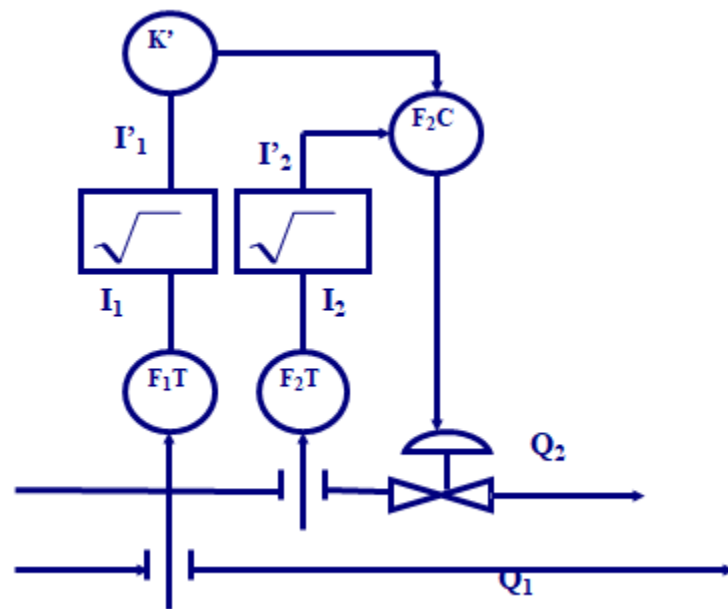 K’
F₂C
I’₁
I’₂
√
√
I₁
I₂
F₁T
F₂T
Q₂
Q₁